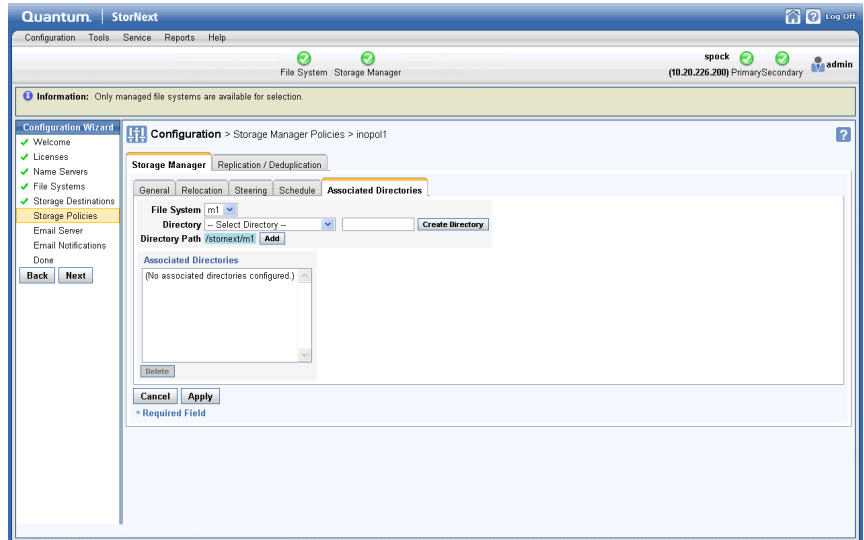 Quantum. StorNext
Log Off
Configuration Tools Service Reports Help
File System Storage Manager
spock
(10.20.226.200) Primary Secondary
admin
Information: Only managed file systems are available for selection.
Configuration Wizard
Welcome
Licenses
Name Servers
File Systems
Storage Destinations
Storage Policies
Email Server
Email Notifications
Done
Back Next
Configuration > Storage Manager Policies > inopol1
Storage Manager Replication / Deduplication
General Relocation Steering Schedule Associated Directories
File System m1
Directory -- Select Directory -- Create Directory
Directory Path /stornext/m1 Add
Associated Directories
(No associated directories configured.)
Delete
Cancel Apply
* Required Field